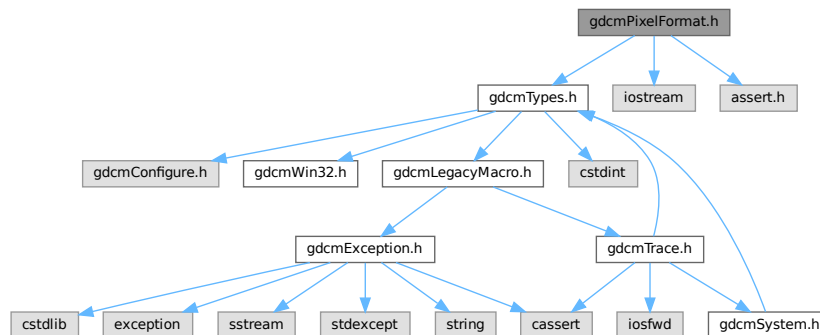 gdcmPixelFormat.h
gdcmTypes.h
iostream
assert.h
gdcmConfigure.h
gdcmWin32.h
gdcmLegacyMacro.h
cstdint
gdcmException.h
gdcmTrace.h
cstdlib
exception
sstream
stdexcept
string
cassert
iosfwd
gdcmSystem.h